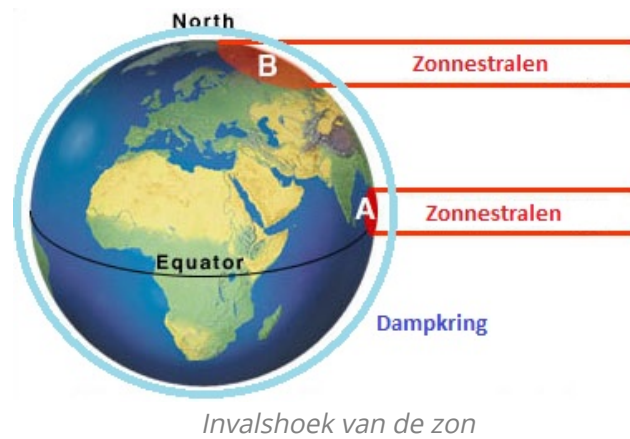 North
B
Zonnestralen
A
Zonnestralen
Equator
Dampkring
Invalshoek van de zon